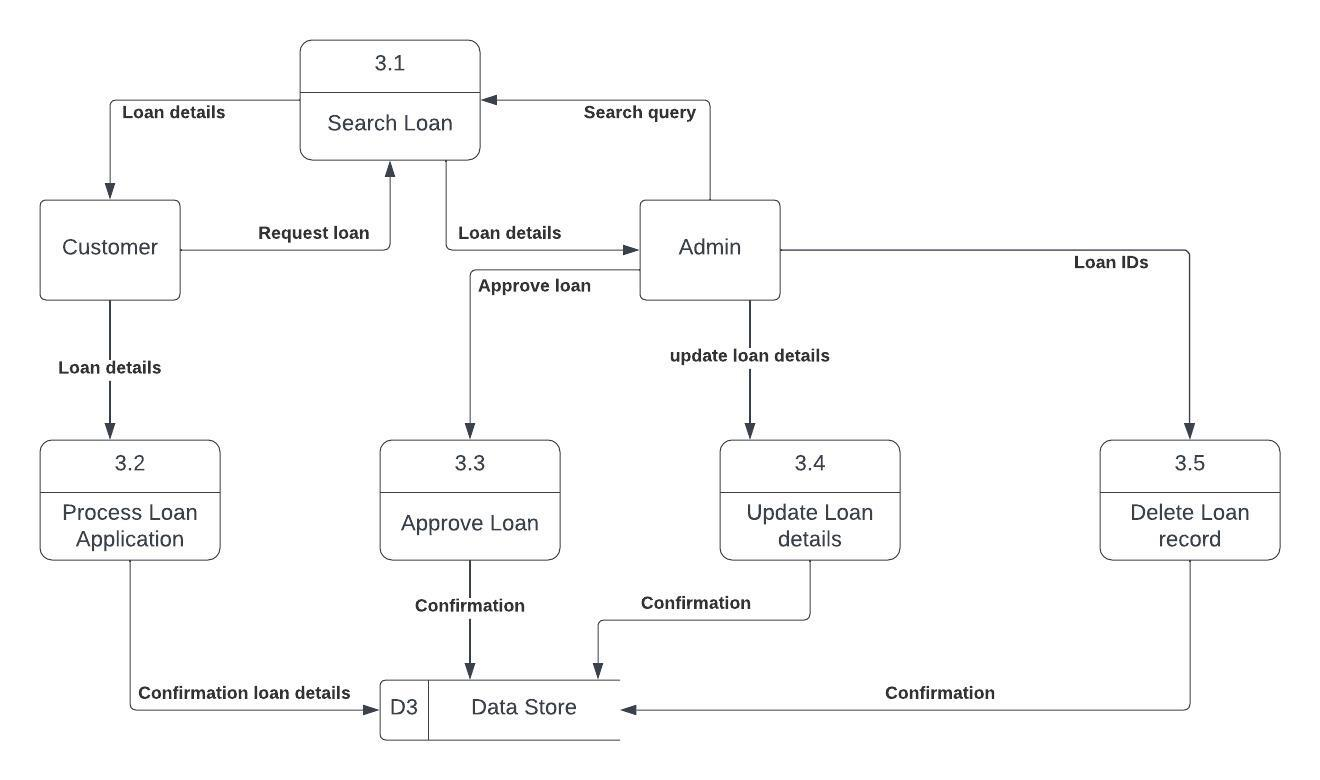 3.1
Search Loan
Loan details
Search query
Customer
Request loan
Loan details
Admin
Loan IDs
Approve loan
Loan details
update loan details
3.2
Process Loan
Application
3.3
Approve Loan
3.4
Update Loan
details
3.5
Delete Loan
record
Confirmation
Confirmation
Confirmation loan details
Confirmation
D3
Data Store